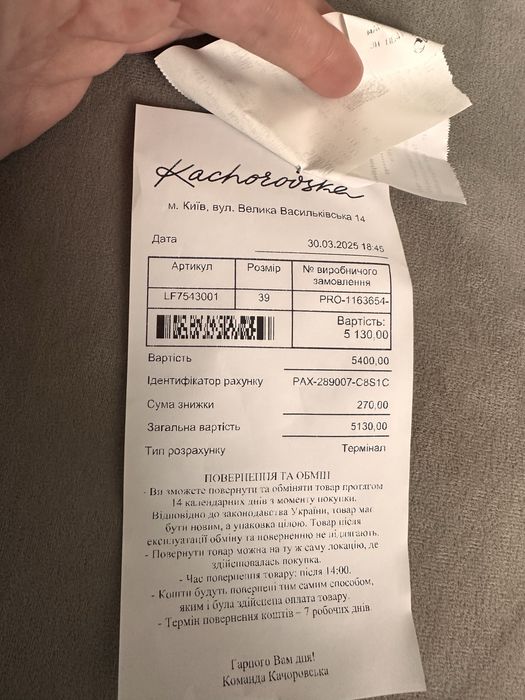 Kachorovska
м. Київ, вул. Велика Васильківська 14
Дата 30.03.2025 18:45
Артикул Розмір № виробничого замовлення
LF7543001 39 PRO-1163654-
Вартість:
5 130,00
Вартість 5400,00
Ідентифікатор рахунку PAX-289007-C8S1C
Сума знижки 270,00
Загальна вартість 5130,00
Тип розрахунку Термінал
ПОВЕРНЕННЯ ТА ОБМІН
- Ви зможете повернути та обміняти товар протягом
14 календарних днів з моменту покупки.
Відповідно до законодавства України, товар має
бути новим, а упаковка цілою. Товар після
експлуатації обміну та поверненню не підлягають.
- Повернути товар можна на ту ж саму локацію, де
здійснювалась покупка.
- Час повернення товару: після 14:00.
- Кошти будуть повернені тим самим способом,
яким і була здійснена оплата товару.
- Термін повернення коштів – 7 робочих днів
Гарного Вам дня!
Команда Качоровська